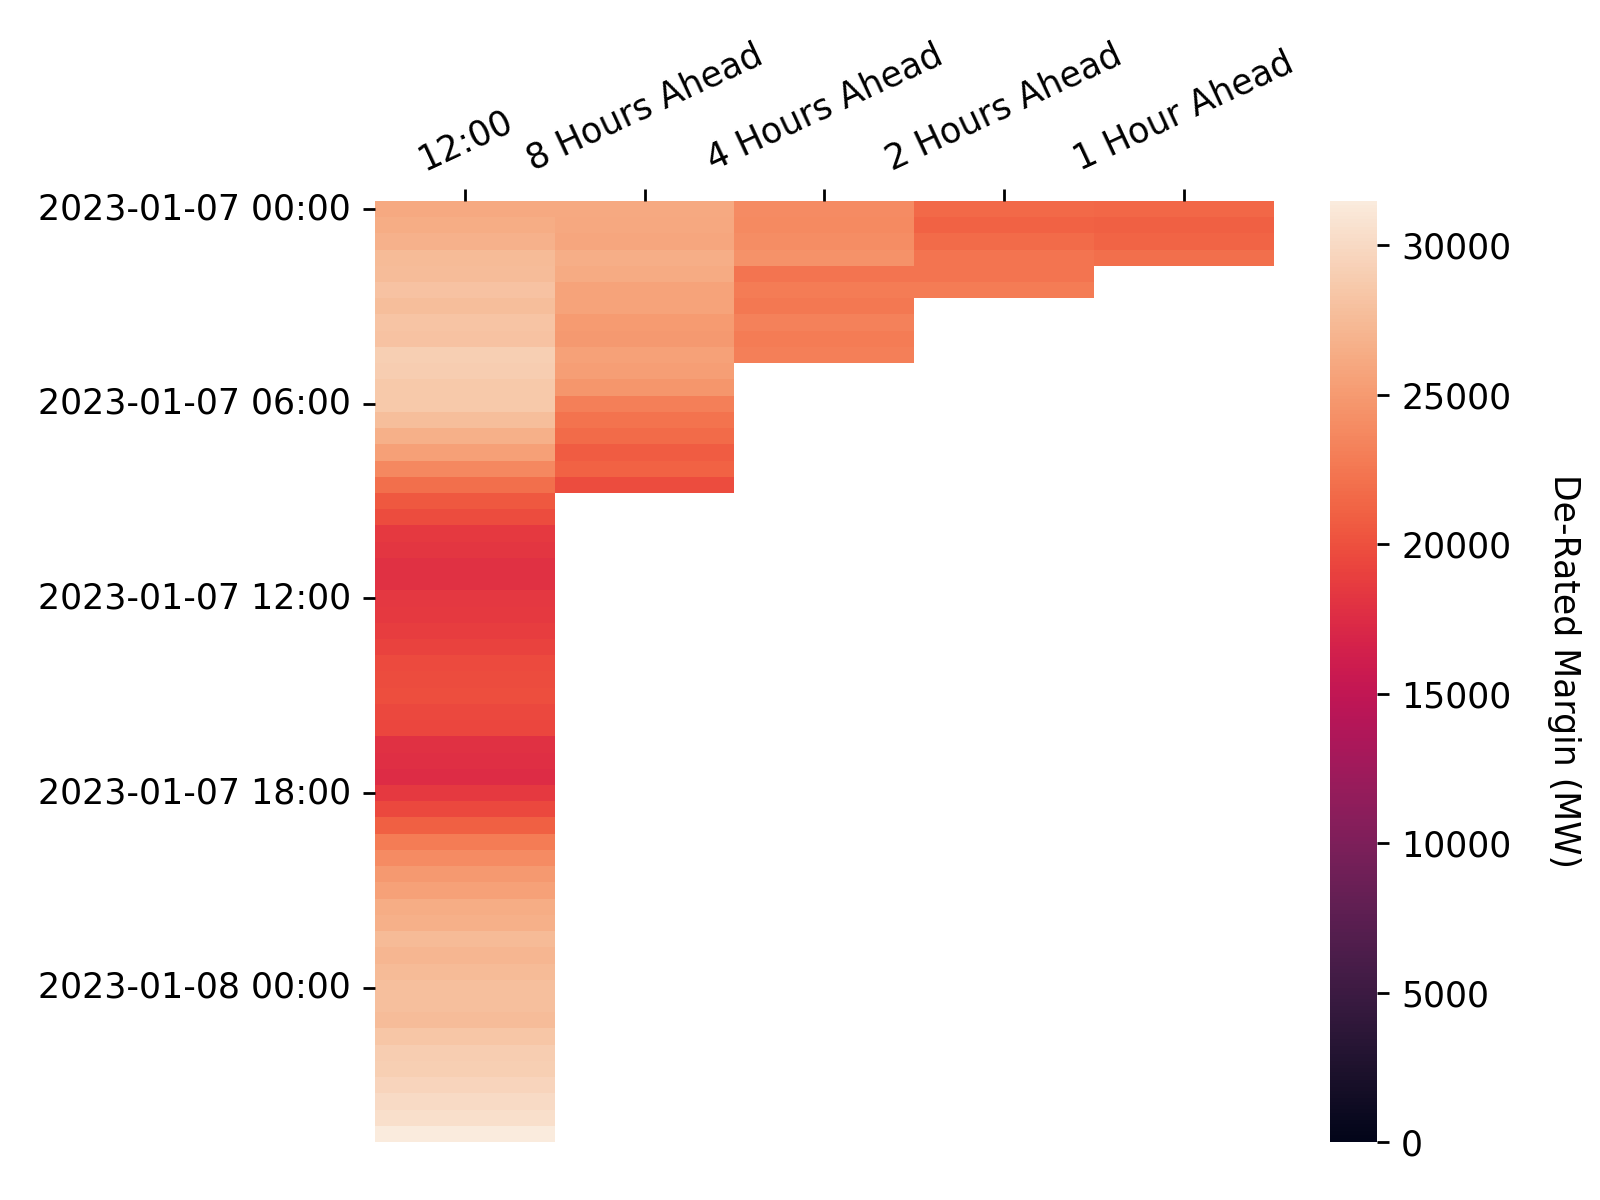 12:00
8 Hours Ahead
4 Hours Ahead
2 Hours Ahead
1 Hour Ahead
2023-01-07 00:00
2023-01-07 06:00
2023-01-07 12:00
2023-01-07 18:00
2023-01-08 00:00
30000
25000
20000
15000
10000
5000
0
De-Rated Margin (MW)